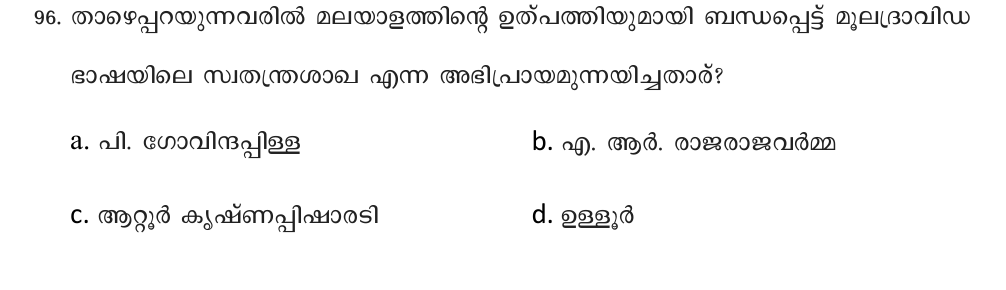 96. താഴെപ്പറയുന്നവരിൽ മലയാളത്തിന്റെ ഉത്പത്തിയുമായി ബന്ധപ്പെട്ട് മൂലദ്രാവിഡ
ഭാഷയിലെ സ്വതന്ത്രശാഖ എന്ന അഭിപ്രായമുന്നയിച്ചതാര്?
a. പി. ഗോവിന്ദപ്പിള്ള b. എ. ആർ. രാജരാജവർമ്മ
c. ആറ്റൂർ കൃഷ്ണപ്പിഷാരടി d. ഉള്ളൂർ